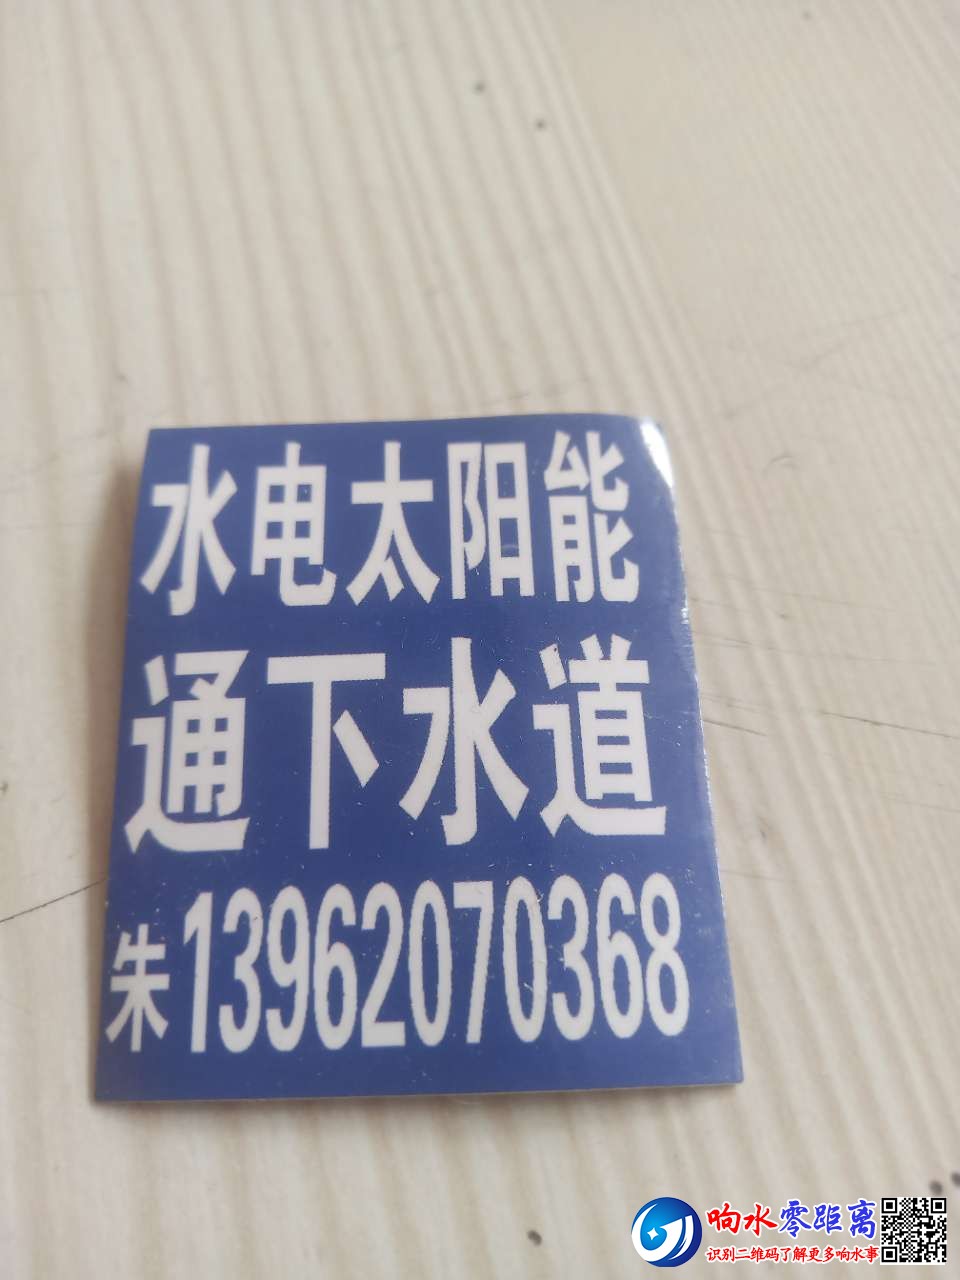 水电太阳能
通下水道
朱13962070368
响水零距离
识别二维码了解更多响水事